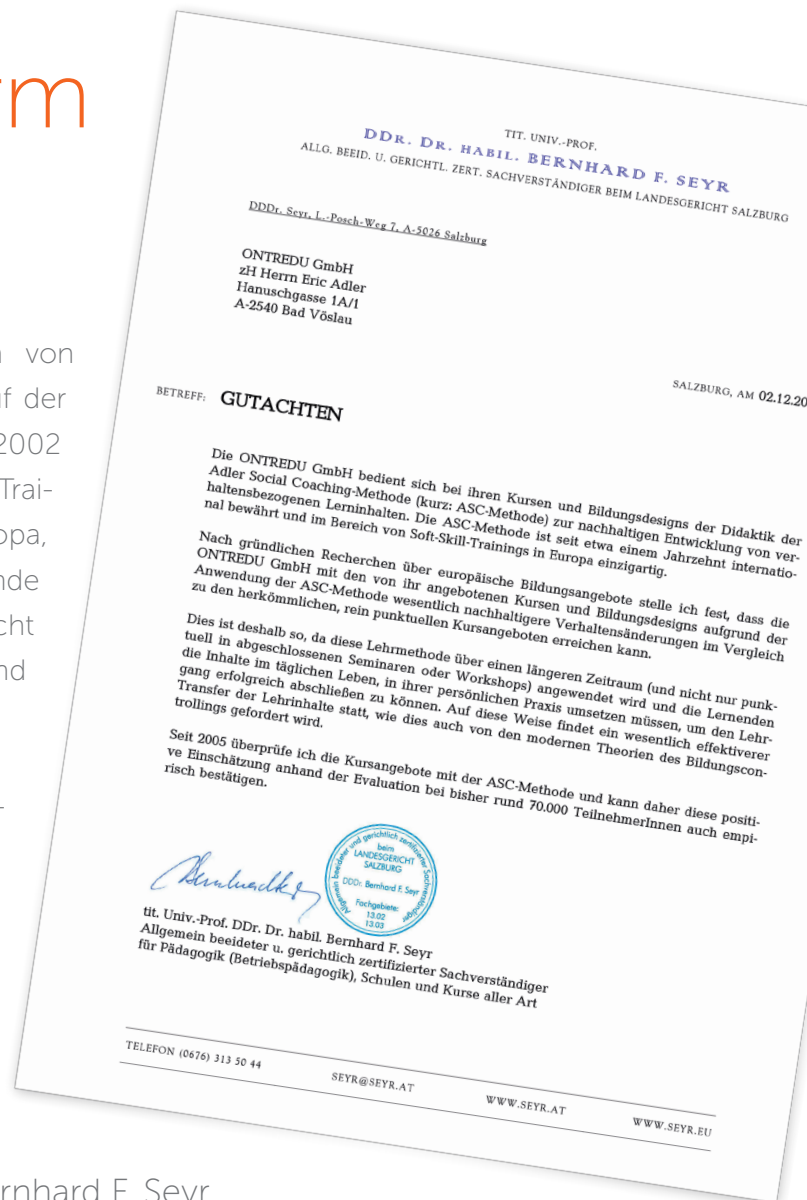 rm
von
f der
2002
Trai-
opa,
nde
cht
nd
-
TIT. UNIV.-PROF.
DDR. DR. HABIL. BERNHARD F. SEYR
ALLG. BEEID. U. GERICHTL. ZERT. SACHVERSTÄNDIGER BEIM LANDESGERICHT SALZBURG
DDDr. Seyr, L.-Posch-Weg 7, A-5026 Salzburg
ONTREDU GmbH
zH Herrn Eric Adler
Hanuschgasse 1A/1
A-2540 Bad Vöslau
SALZBURG, AM 02.12.20
BETREFF: GUTACHTEN
Die ONTREDU GmbH bedient sich bei ihren Kursen und Bildungsdesigns der Didaktik der
Adler Social Coaching-Methode (kurz: ASC-Methode) zur nachhaltigen Entwicklung von ver-
haltensbezogenen Lerninhalten. Die ASC-Methode ist seit etwa einem Jahrzehnt internatio-
nal bewährt und im Bereich von Soft-Skill-Trainings in Europa einzigartig.
Nach gründlichen Recherchen über europäische Bildungsangebote stelle ich fest, dass die
ONTREDU GmbH mit den von ihr angebotenen Kursen und Bildungsdesigns aufgrund der
Anwendung der ASC-Methode wesentlich nachhaltigere Verhaltensänderungen im Vergleich
zu den herkömmlichen, rein punktuellen Kursangeboten erreichen kann.
Dies ist deshalb so, da diese Lehrmethode über einen längeren Zeitraum (und nicht nur punk-
tuell in abgeschlossenen Seminaren oder Workshops) angewendet wird und die Lernenden
die Inhalte im täglichen Leben, in ihrer persönlichen Praxis umsetzen müssen, um den Lehr-
gang erfolgreich abschließen zu können. Auf diese Weise findet ein wesentlich effektiverer
Transfer der Lehrinhalte statt, wie dies auch von den modernen Theorien des Bildungscon-
trollings gefordert wird.
Seit 2005 überprüfe ich die Kursangebote mit der ASC-Methode und kann daher diese positi-
ve Einschätzung anhand der Evaluation bei bisher rund 70.000 TeilnehmerInnen auch empi-
risch bestätigen.
Allgemein beeideter und gerichtlich zertifizierter Sachverständiger
beim
LANDESGERICHT
SALZBURG
DDDr. Bernhard F. Seyr
Fachgebiete:
13.02
13.03
tit. Univ.-Prof. DDr. Dr. habil. Bernhard F. Seyr
Allgemein beeideter u. gerichtlich zertifizierter Sachverständiger
für Pädagogik (Betriebspädagogik), Schulen und Kurse aller Art
TELEFON (0676) 313 50 44
SEYR@SEYR.AT
WWW.SEYR.AT
WWW.SEYR.EU
rnhard F. Seyr